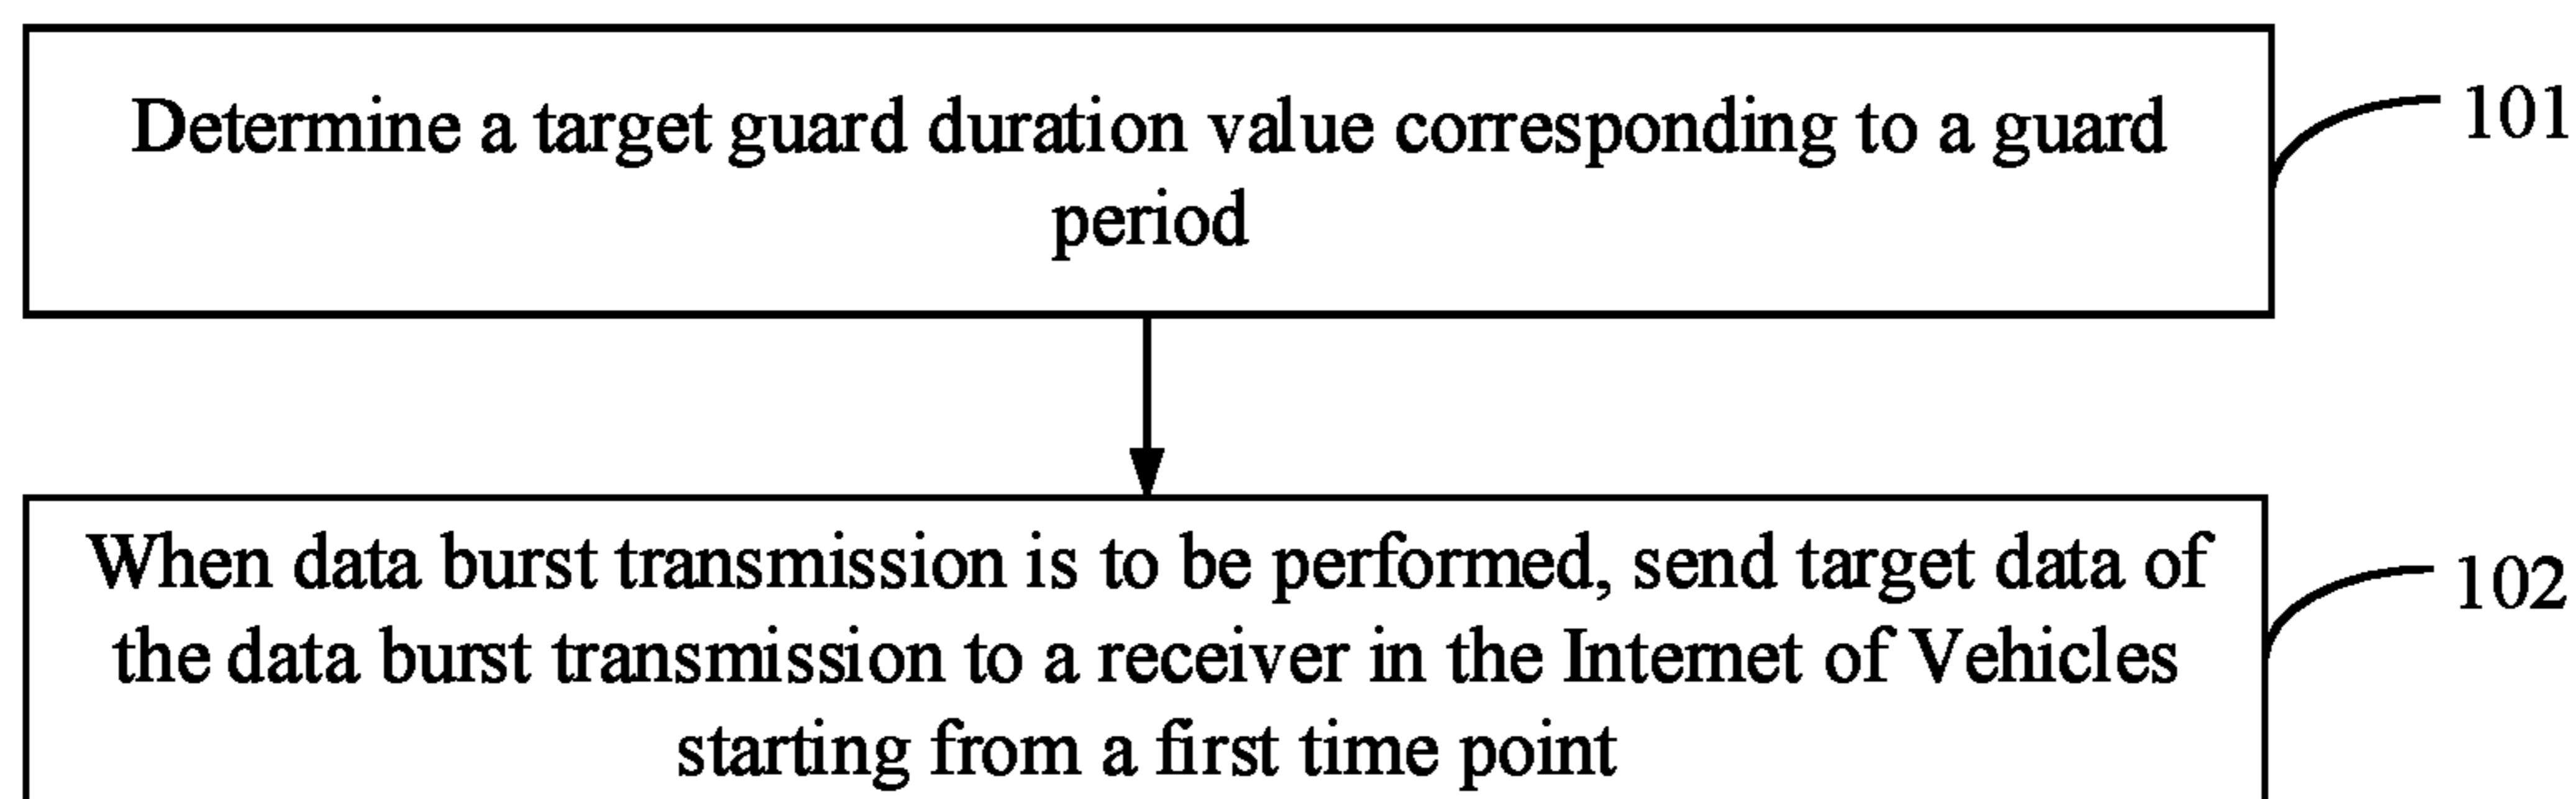 Determine a target guard duration value corresponding to a guard
period
101
When data burst transmission is to be performed, send target data of
the data burst transmission to a receiver in the Internet of Vehicles
starting from a first time point
102